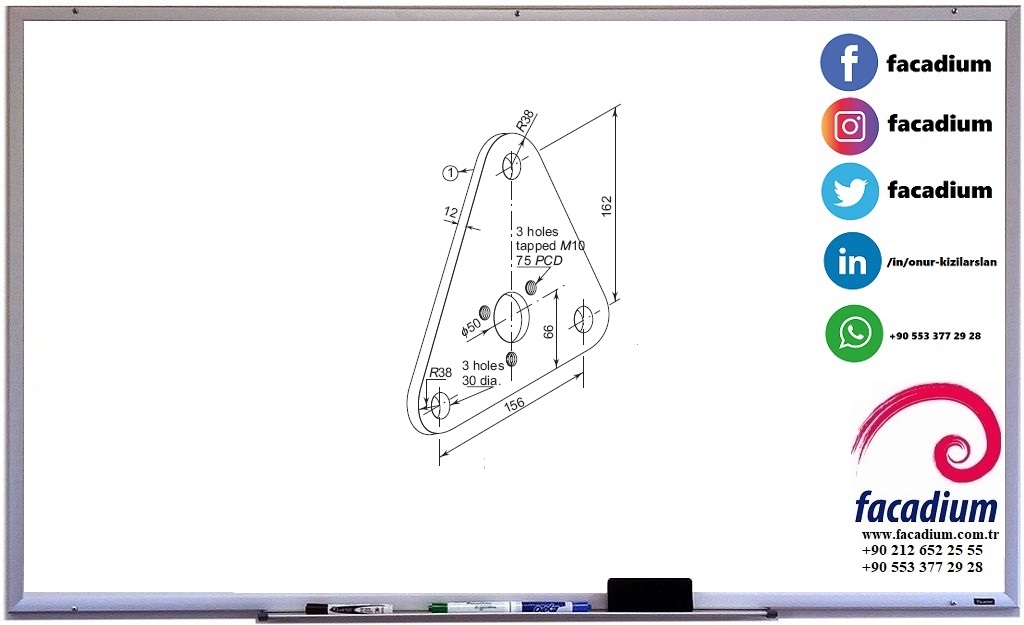 R38
1
12
162
3 holes
tapped M10
75 PCD
ϕ50
66
3 holes
30 dia.
R38
156
facadium
facadium
facadium
/in/onur-kizilarslan
+90 553 377 29 28
facadium
www.facadium.com.tr
+90 212 652 25 55
+90 553 377 29 28